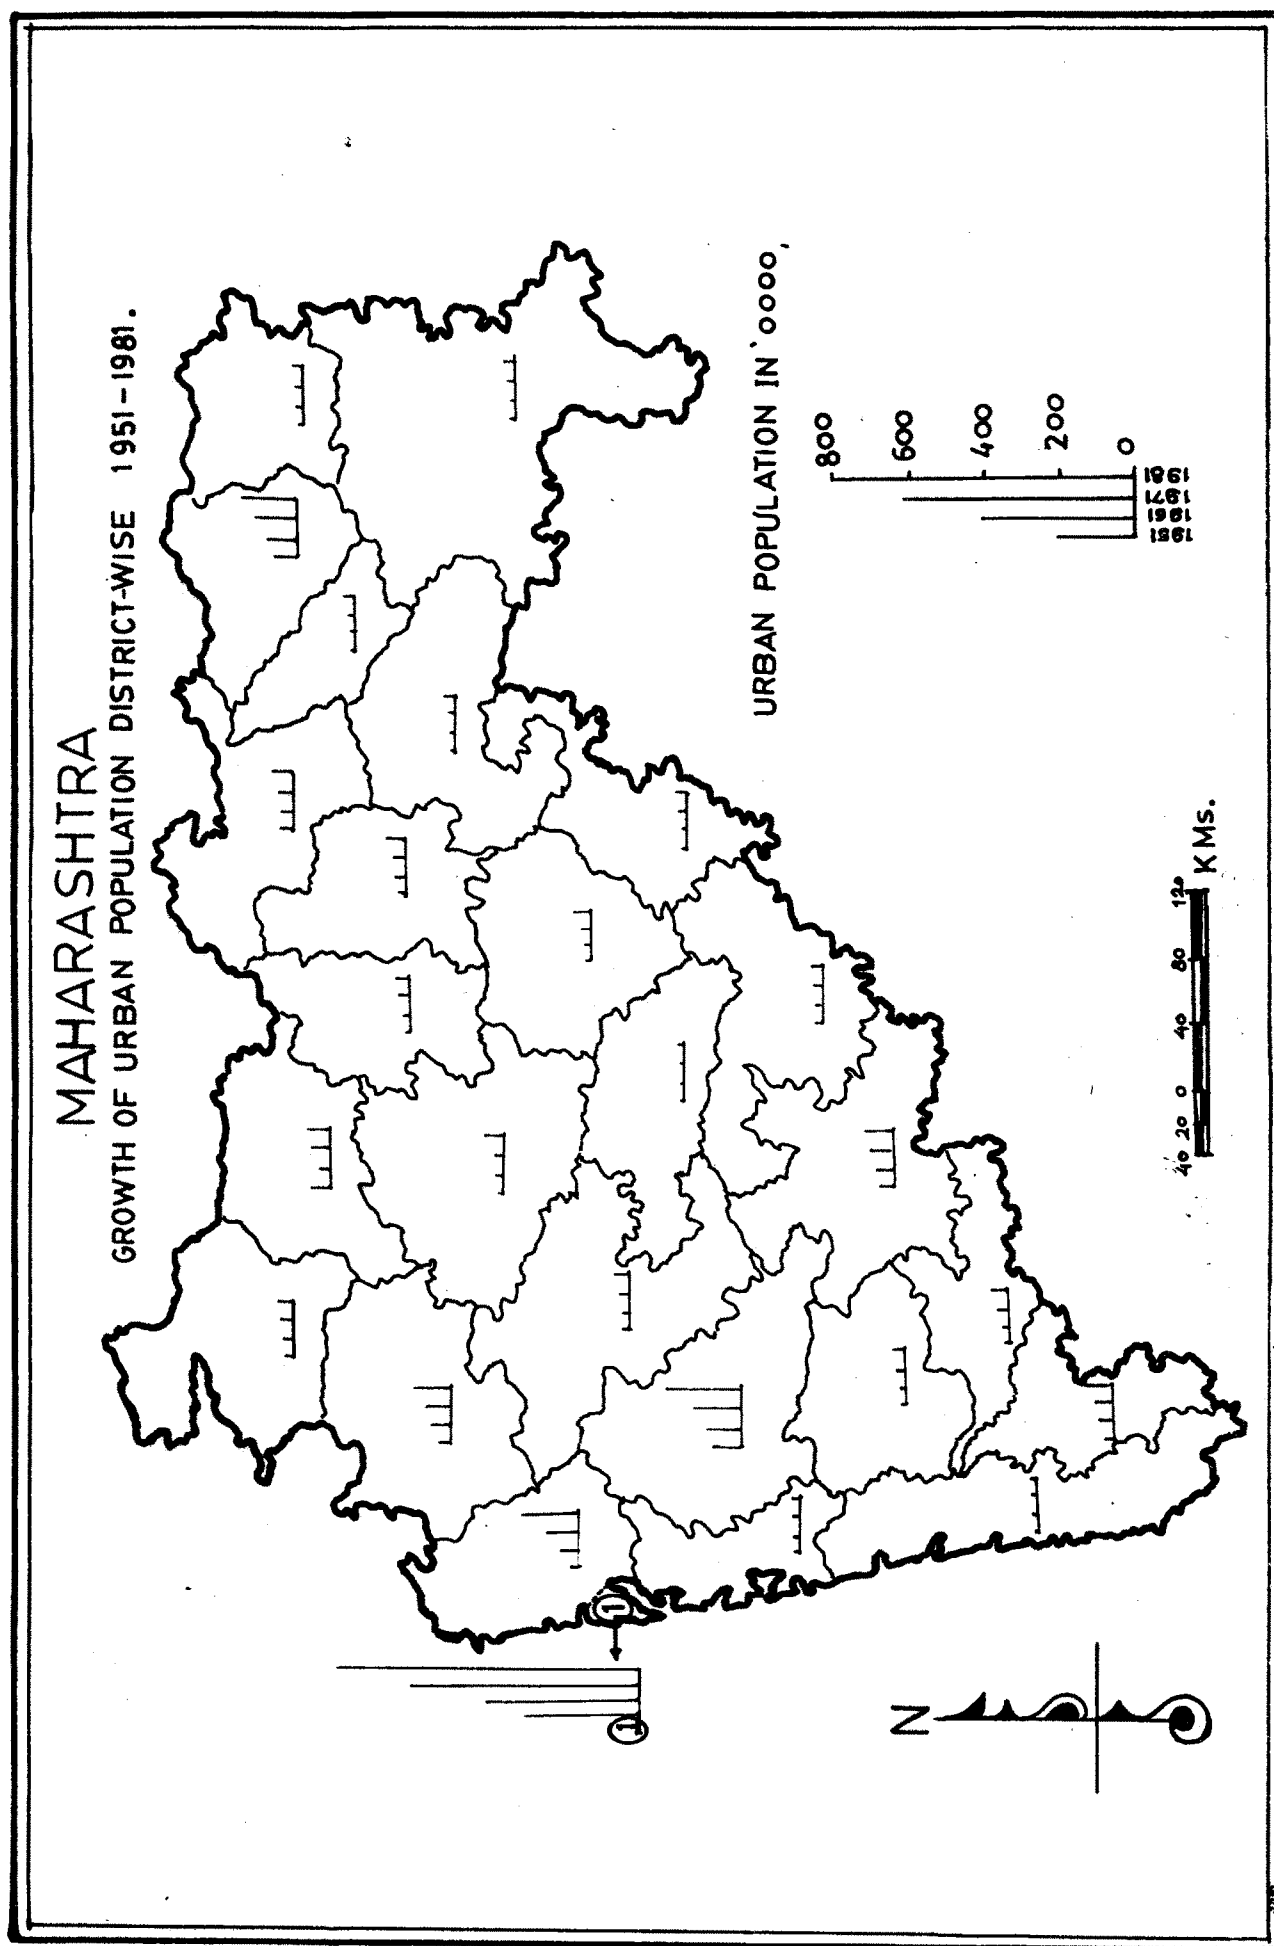 MAHARASHTRA
GROWTH OF URBAN POPULATION DISTRICT-WISE 1951-1981.
URBAN POPULATION IN '0000,
800
600
400
200
0
1951 1961 1971 1981
1
1
N
40 20 0 40 80 120 KMs.